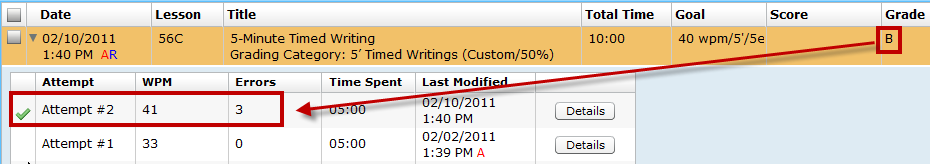 Date Lesson Title Total Time Goal Score Grade
02/10/2011 56C 5-Minute Timed Writing 10:00 40 wpm/5'/5e B
1:40 PM AR Grading Category: 5' Timed Writings (Custom/50%)
Attempt WPM Errors Time Spent Last Modified
Attempt #2 41 3 05:00 02/10/2011 Details
1:40 PM
Attempt #1 33 0 05:00 02/02/2011 Details
1:39 PM A